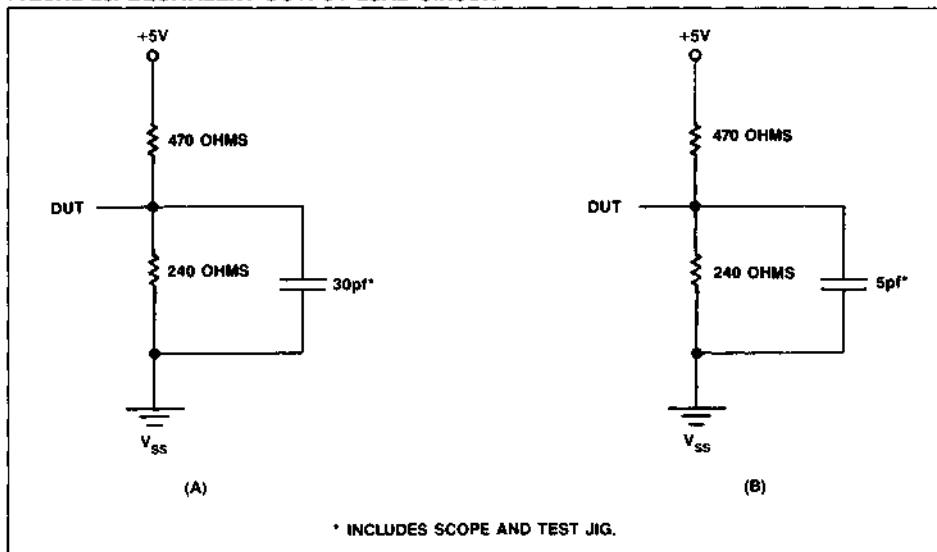 +5V
470 OHMS
DUT
240 OHMS
30pf*
VSS
(A)
+5V
470 OHMS
DUT
240 OHMS
5pf*
VSS
(B)
* INCLUDES SCOPE AND TEST JIG.